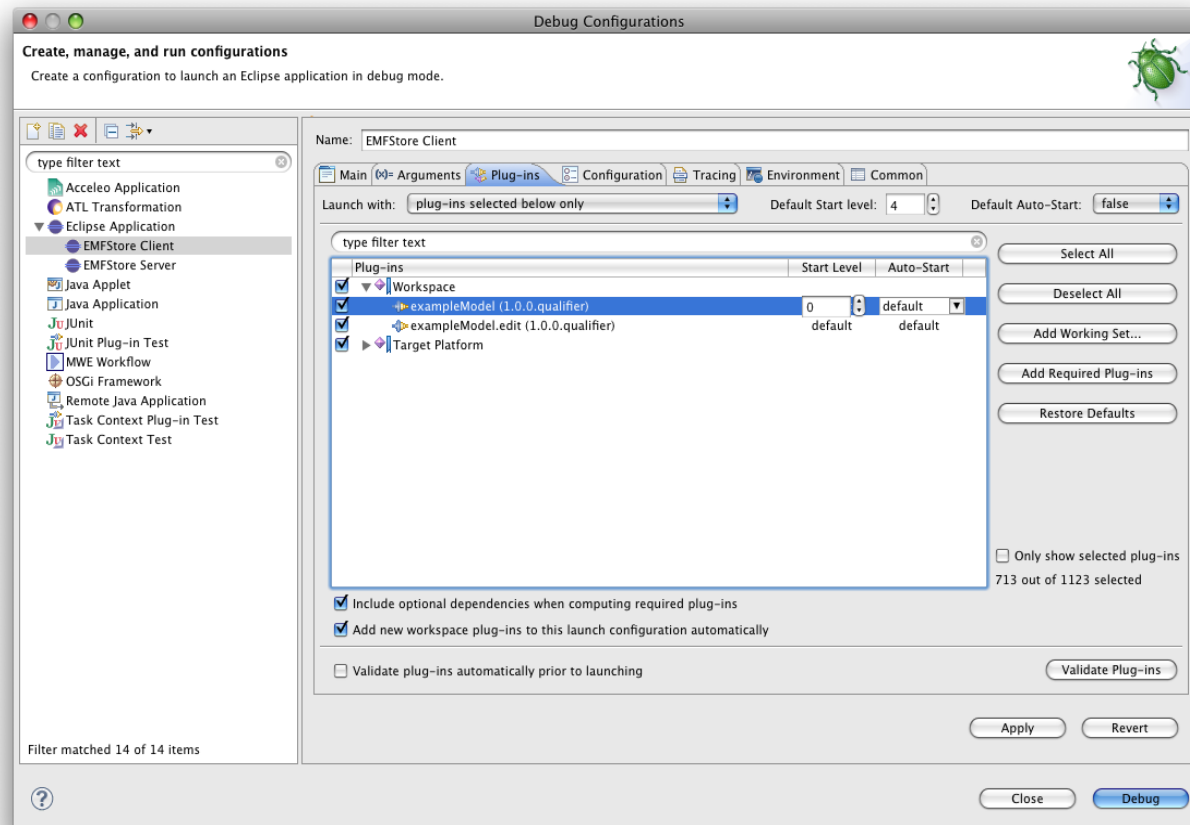 Debug Configurations
Create, manage, and run configurations
Create a configuration to launch an Eclipse application in debug mode.
type filter text
Acceleo Application
ATL Transformation
Eclipse Application
EMFStore Client
EMFStore Server
Java Applet
Java Application
JUnit
JUnit Plug-in Test
MWE Workflow
OSGi Framework
Remote Java Application
Task Context Plug-in Test
Task Context Test
Filter matched 14 of 14 items
Name: EMFStore Client
Main (x)= Arguments Plug-ins Configuration Tracing Environment Common
Launch with: plug-ins selected below only Default Start level: 4 Default Auto-Start: false
type filter text
Plug-ins Start Level Auto-Start
Workspace
exampleModel (1.0.0.qualifier) 0 default
exampleModel.edit (1.0.0.qualifier) default default
Target Platform
Select All
Deselect All
Add Working Set...
Add Required Plug-ins
Restore Defaults
Only show selected plug-ins
713 out of 1123 selected
Include optional dependencies when computing required plug-ins
Add new workspace plug-ins to this launch configuration automatically
Validate plug-ins automatically prior to launching Validate Plug-ins
Apply Revert
? Close Debug